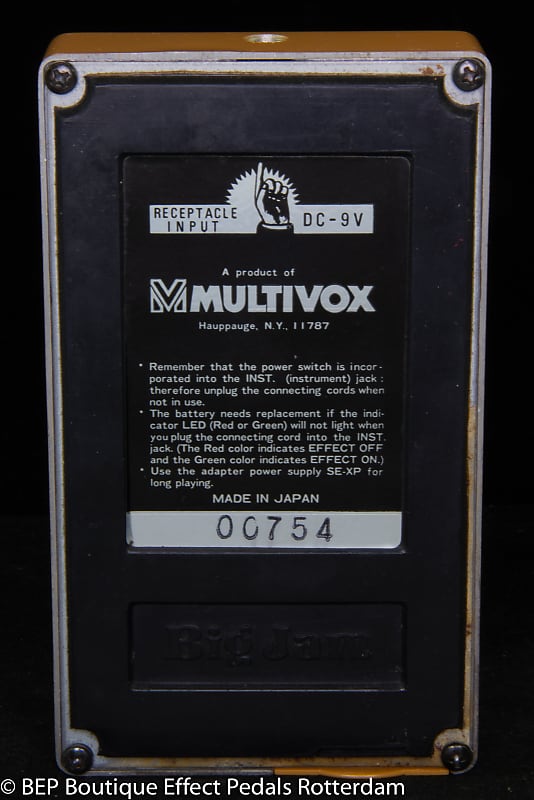 RECEPTACLE
INPUT
DC-9V
A product of
MULTIVOX
Hauppauge, N.Y., 11787
• Remember that the power switch is incor-
porated into the INST. (instrument) jack :
therefore unplug the connecting cords when
not in use.
• The battery needs replacement if the indi-
cator LED (Red or Green) will not light when
you plug the connecting cord into the INST.
jack. (The Red color indicates EFFECT OFF
and the Green color indicates EFFECT ON.)
• Use the adapter power supply SE-XP for
long playing.
MADE IN JAPAN
00754
Big Jam
© BEP Boutique Effect Pedals Rotterdam